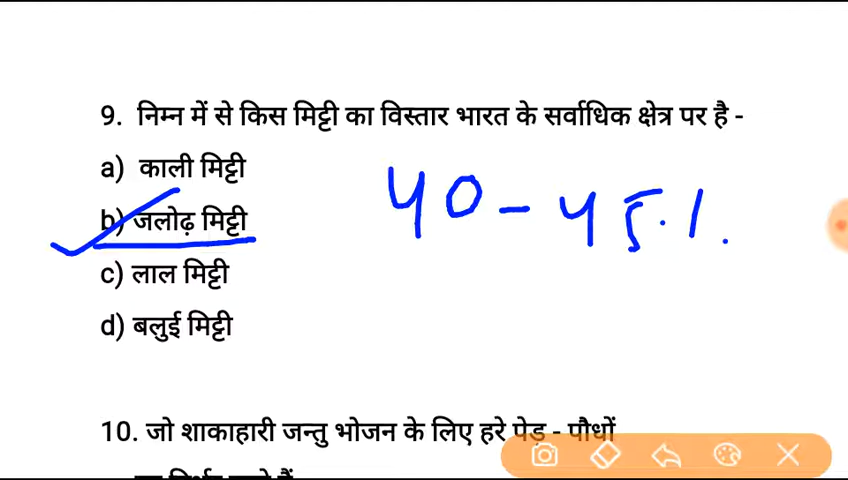 9. निम्न में से किस मिट्टी का विस्तार भारत के सर्वाधिक क्षेत्र पर है -
a) काली मिट्टी
40 - 45%.
b) जलोढ़ मिट्टी
c) लाल मिट्टी
d) बलुई मिट्टी
10. जो शाकाहारी जन्तु भोजन के लिए हरे पेड़ - पौधों